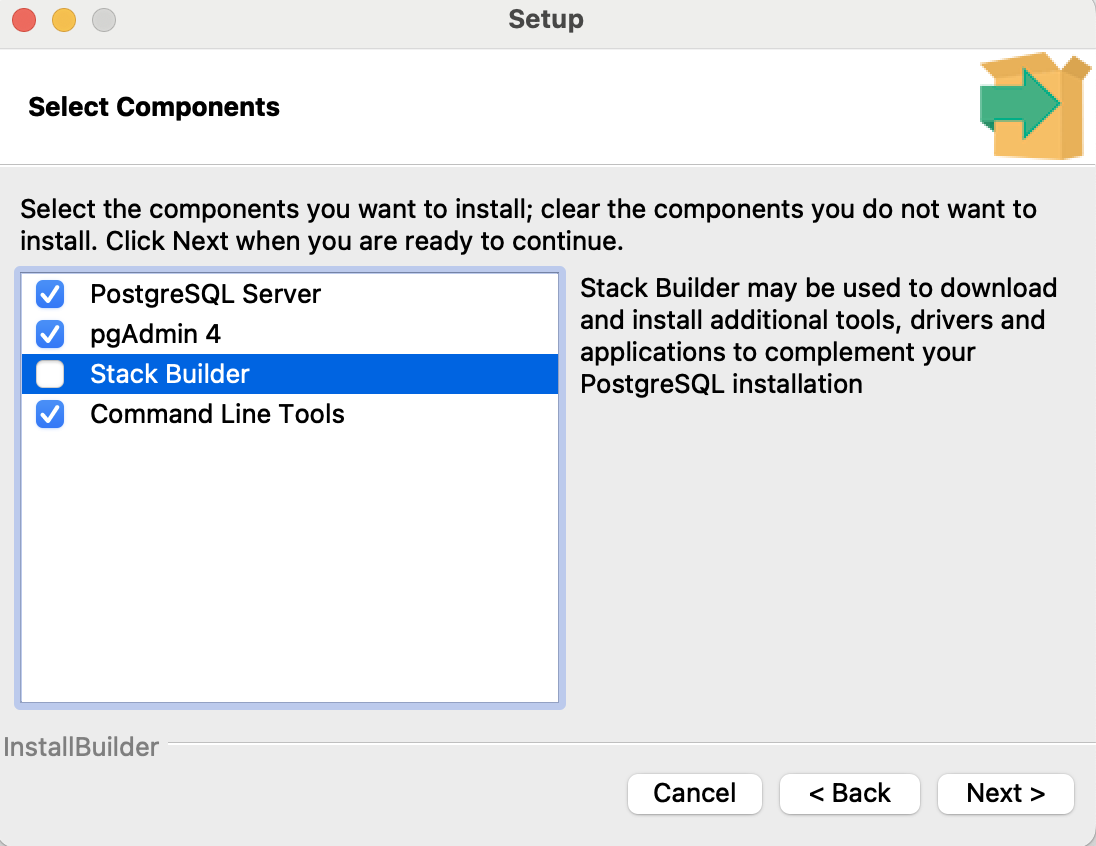 Setup
Select Components
Select the components you want to install; clear the components you do not want to
install. Click Next when you are ready to continue.
PostgreSQL Server
pgAdmin 4
Stack Builder
Command Line Tools
Stack Builder may be used to download
and install additional tools, drivers and
applications to complement your
PostgreSQL installation
InstallBuilder
Cancel
< Back
Next >